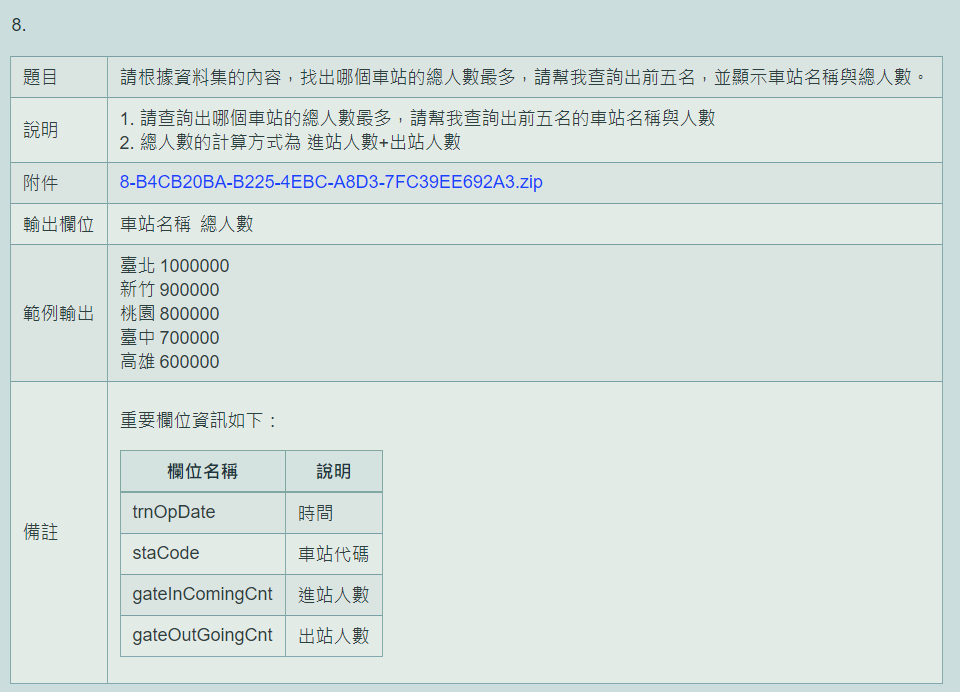 8.
題目 請根據資料集的內容，找出哪個車站的總人數最多，請幫我查詢出前五名，並顯示車站名稱與總人數。
說明
1. 請查詢出哪個車站的總人數最多，請幫我查詢出前五名的車站名稱與人數
2. 總人數的計算方式為 進站人數+出站人數
附件 8-B4CB20BA-B225-4EBC-A8D3-7FC39EE692A3.zip
輸出欄位 車站名稱 總人數
範例輸出
臺北 1000000
新竹 900000
桃園 800000
臺中 700000
高雄 600000
備註
重要欄位資訊如下：
欄位名稱 說明
trnOpDate 時間
staCode 車站代碼
gateInComingCnt 進站人數
gateOutGoingCnt 出站人數